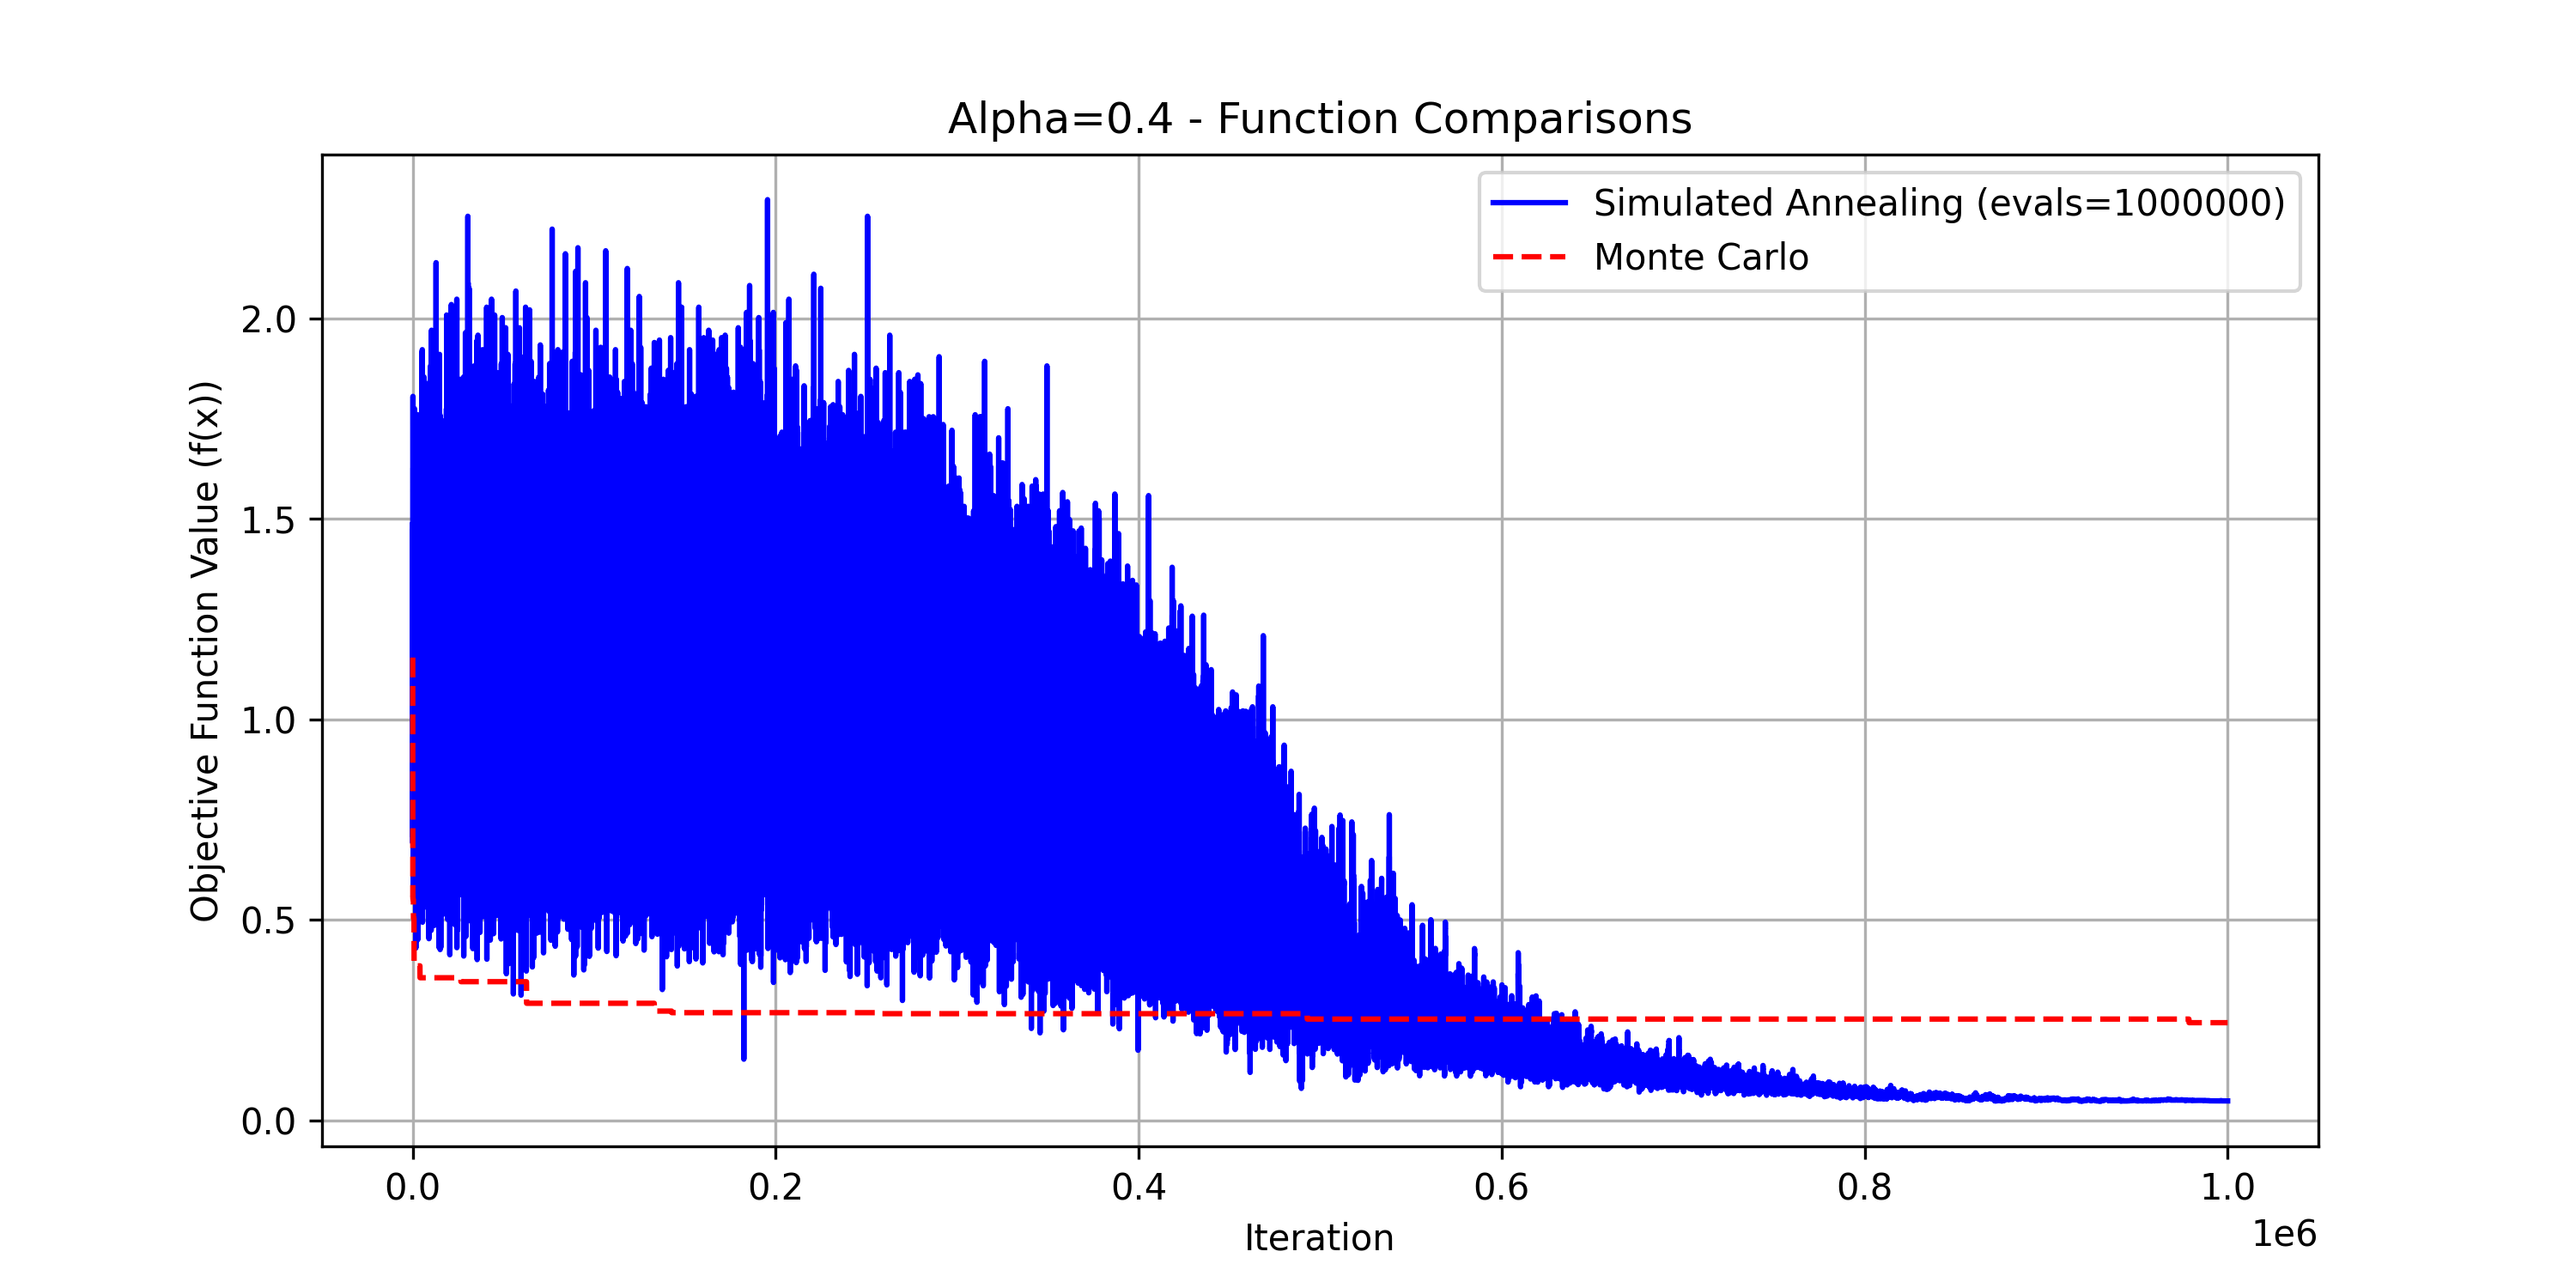 Alpha=0.4 - Function Comparisons
Simulated Annealing (evals=1000000)
Monte Carlo
Objective Function Value (f(x))
2.0
1.5
1.0
0.5
0.0
0.0 0.2 0.4 0.6 0.8 1.0
1e6
Iteration